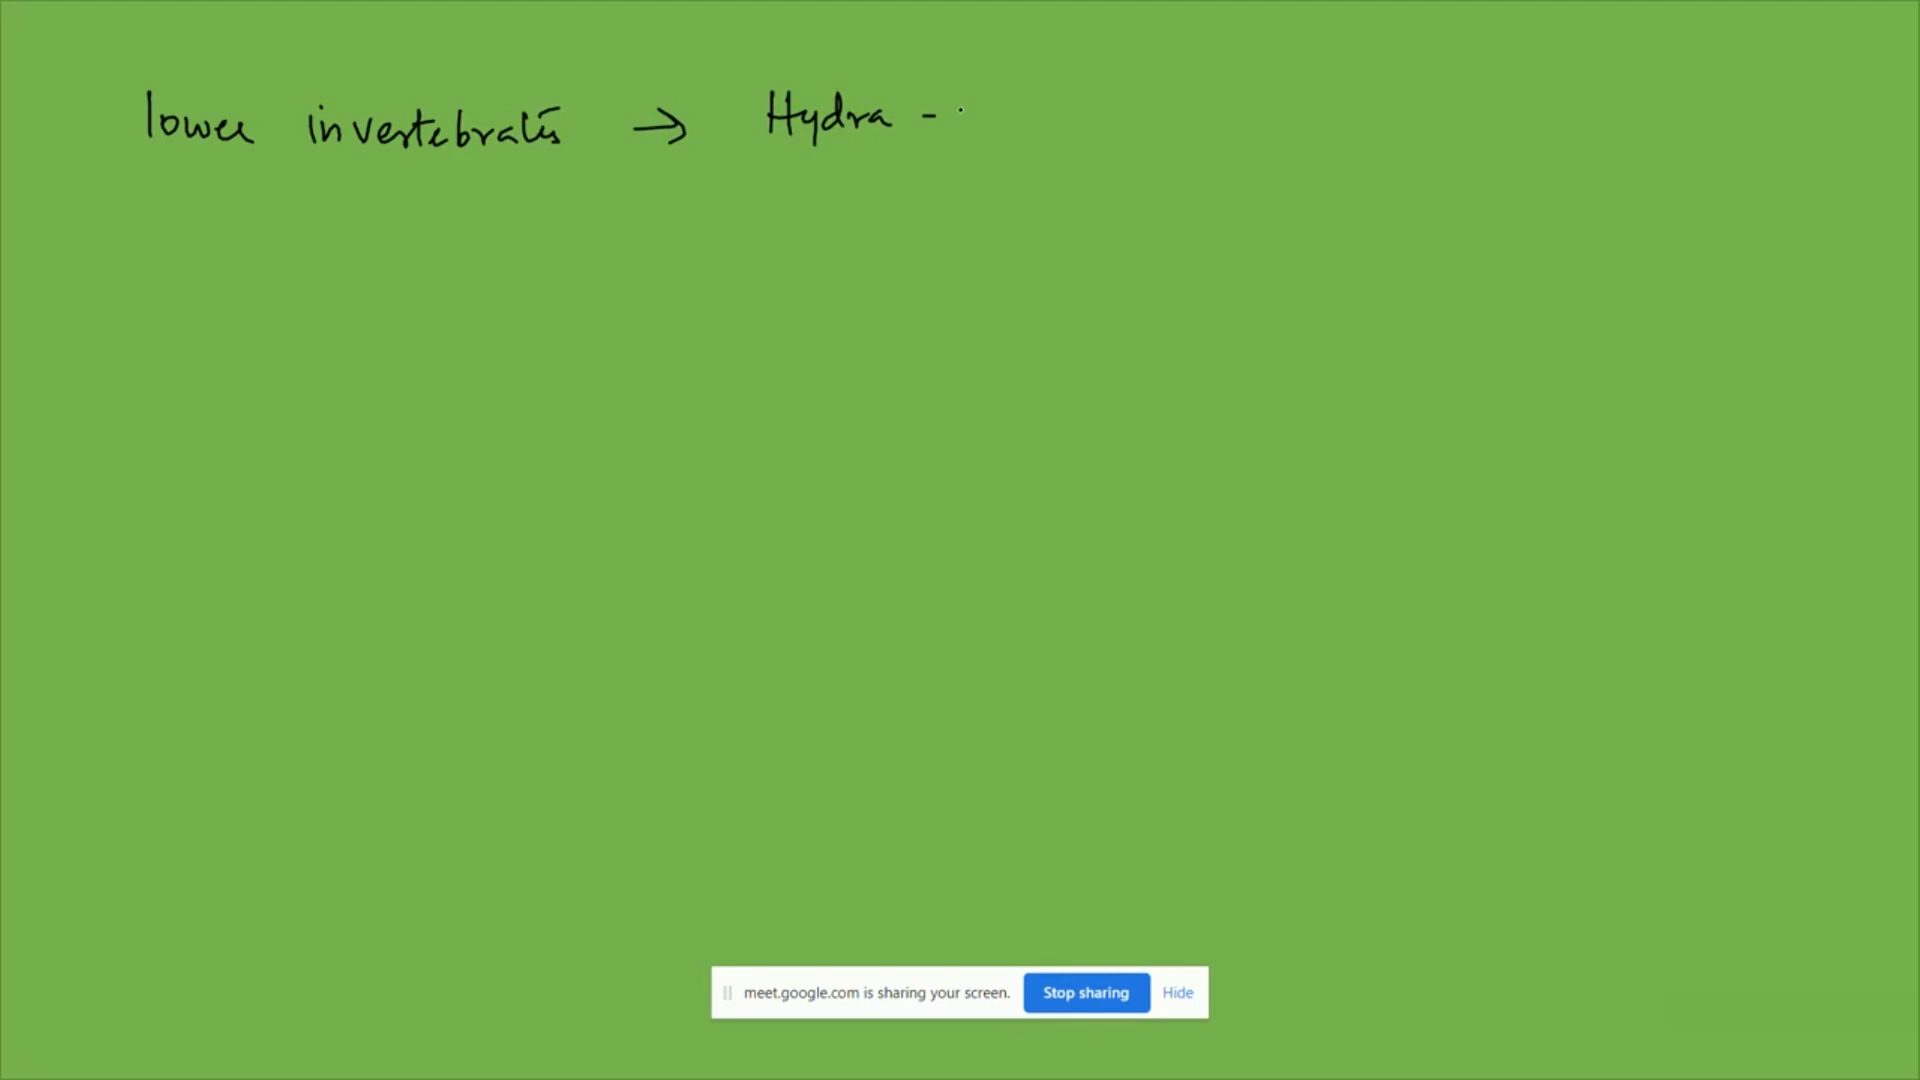 lower invertebrates → Hydra -
meet.google.com is sharing your screen. Stop sharing Hide